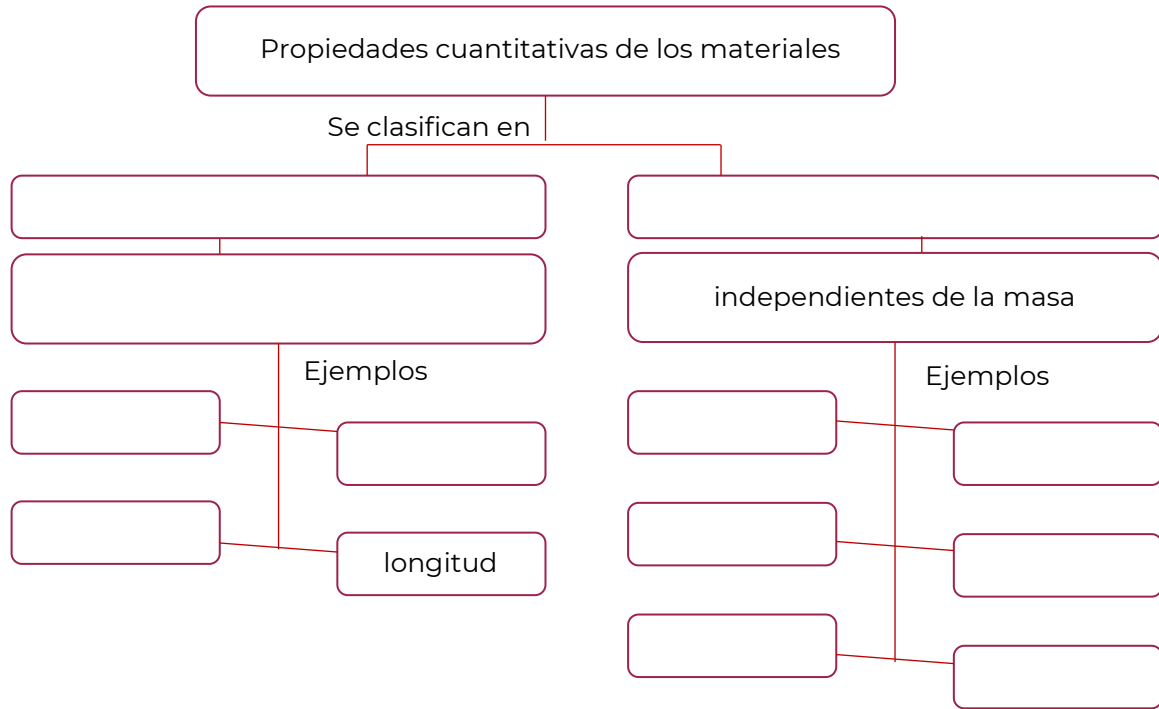 Propiedades cuantitativas de los materiales
Se clasifican en
independientes de la masa
Ejemplos
Ejemplos
longitud